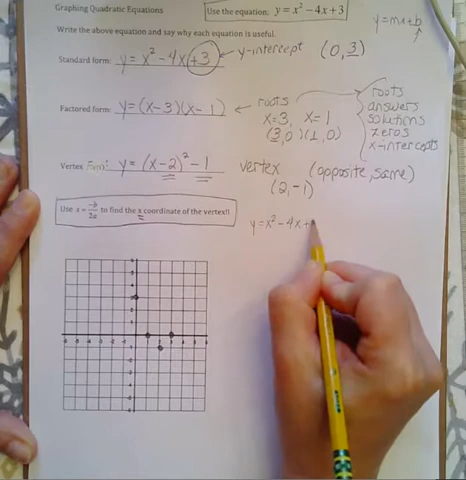 Graphing Quadratic Equations
Use the equation: y = x² − 4x + 3
y = mx + b
Write the above equation and say why each equation is useful.
Standard form: y = x² − 4x + 3 ← y-intercept (0, 3)
Factored form: y = (x−3)(x−1) ← roots
x=3, x=1
(3,0) (1,0)
roots
answers
solutions
zeros
x-intercepts
Vertex Form: y = (x−2)² − 1 vertex (opposite, same)
(2, −1)
Use x = −b/2a to find the x coordinate of the vertex!!
y = x² − 4x +